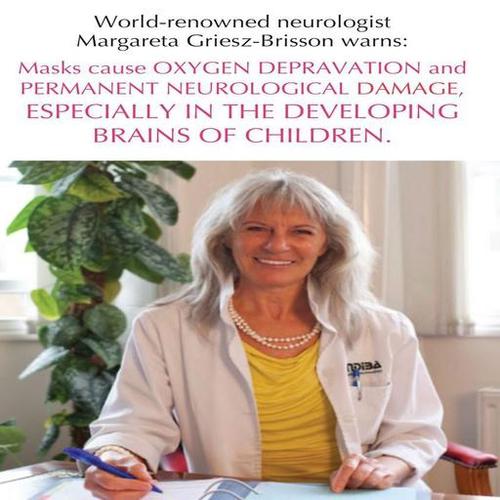 World-renowned neurologist
Margareta Griesz-Brisson warns:
Masks cause OXYGEN DEPRAVATION and
PERMANENT NEUROLOGICAL DAMAGE,
ESPECIALLY IN THE DEVELOPING
BRAINS OF CHILDREN.